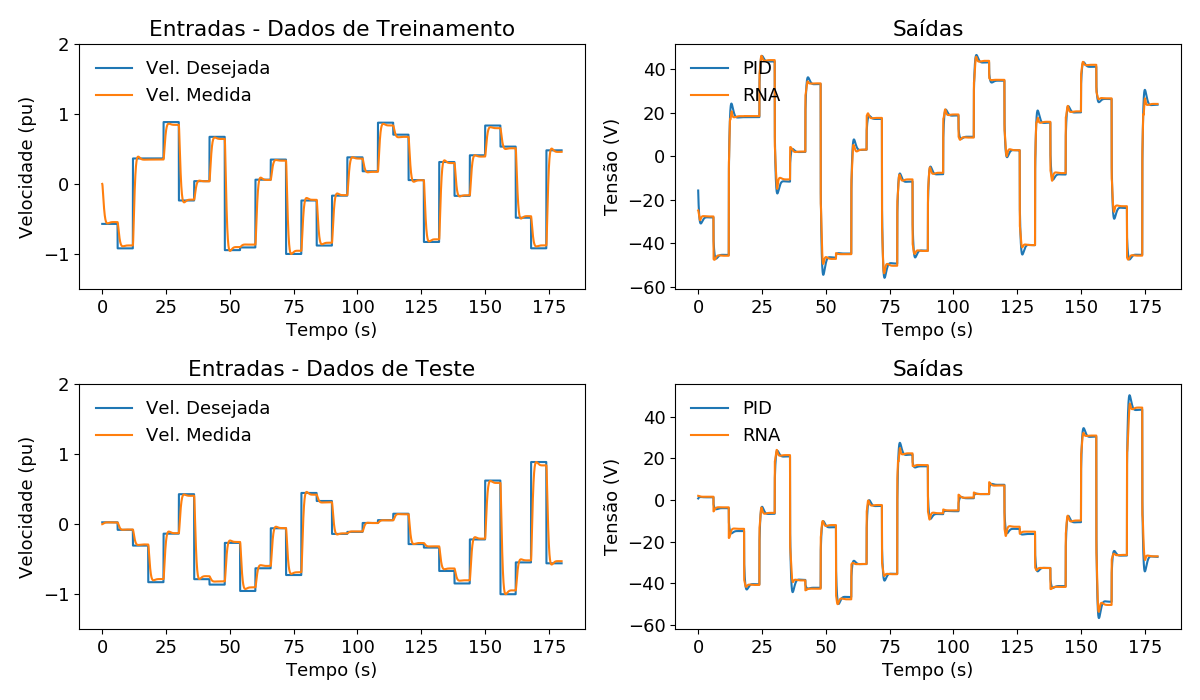 Entradas - Dados de Treinamento
Vel. Desejada
Vel. Medida
Velocidade (pu)
2
1
0
−1
0 25 50 75 100 125 150 175
Tempo (s)
Saídas
PID
RNA
Tensão (V)
40
20
0
−20
−40
−60
0 25 50 75 100 125 150 175
Tempo (s)
Entradas - Dados de Teste
Vel. Desejada
Vel. Medida
Velocidade (pu)
2
1
0
−1
0 25 50 75 100 125 150 175
Tempo (s)
Saídas
PID
RNA
Tensão (V)
40
20
0
−20
−40
−60
0 25 50 75 100 125 150 175
Tempo (s)